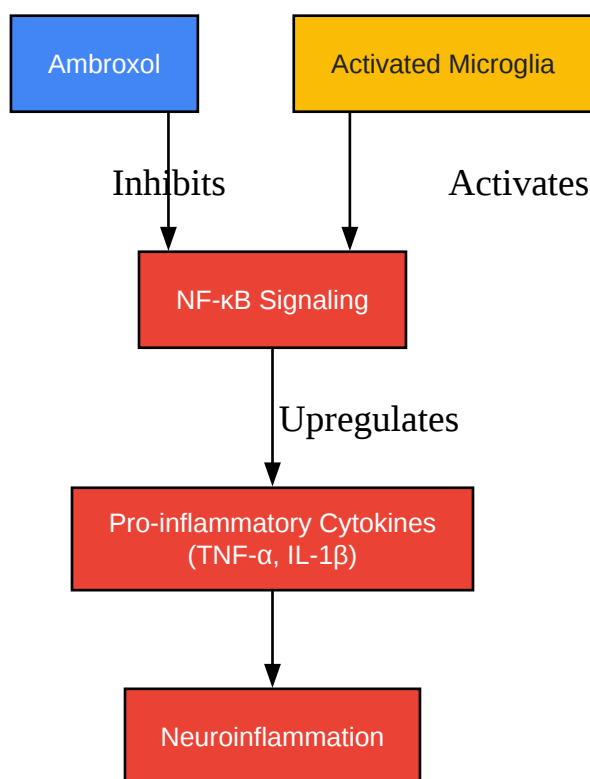 Ambroxol
Activated Microglia
Inhibits
Activates
NF-κB Signaling
Upregulates
Pro-inflammatory Cytokines
(TNF-α, IL-1β)
Neuroinflammation